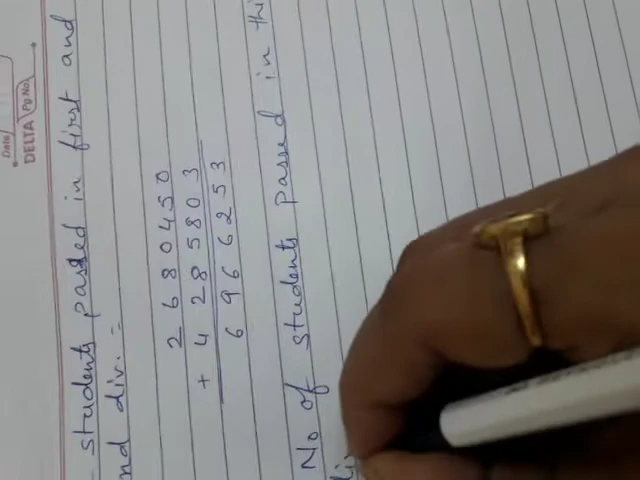 Date
DELTA Pg No
students passed in first and
nd div. =
2 6 8 0 4 5 0
+ 4 2 8 5 8 0 3
6 9 6 6 2 5 3
No of students passed in thi